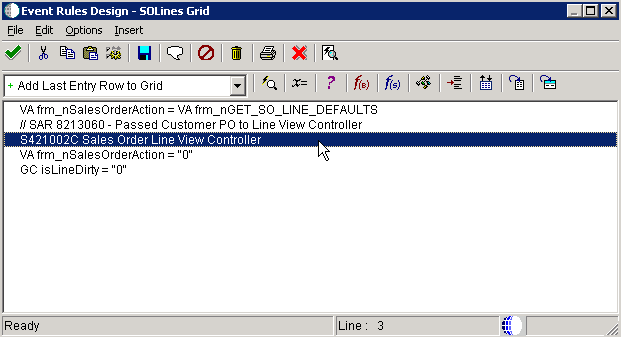 Event Rules Design - SOLines Grid
File Edit Options Insert
+ Add Last Entry Row to Grid
x= ? f(B) f(S)
VA frm_nSalesOrderAction = VA frm_nGET_SO_LINE_DEFAULTS
// SAR 8213060 - Passed Customer PO to Line View Controller
S421002C Sales Order Line View Controller
VA frm_nSalesOrderAction = "0"
GC isLineDirty = "0"
Ready Line : 3